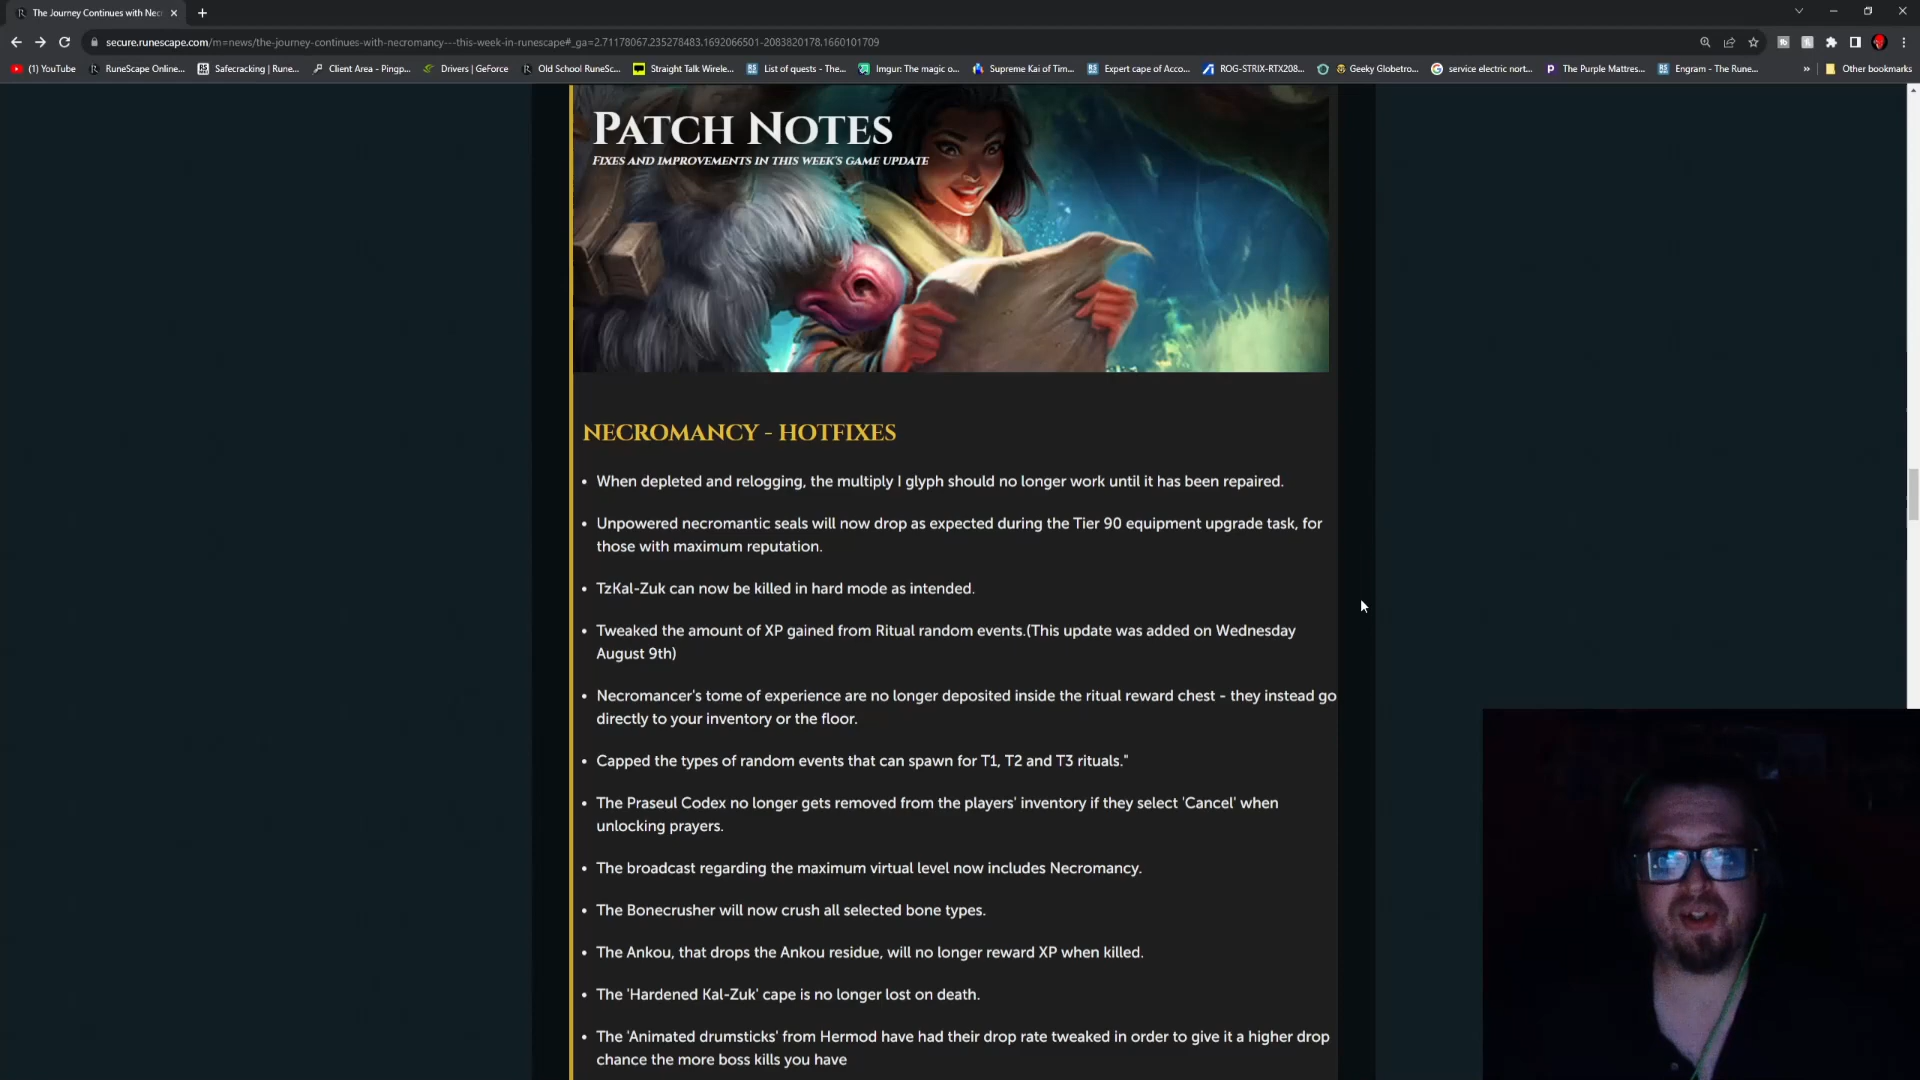 The Journey Continues with Necr
secure.runescape.com/m=news/the-journey-continues-with-necromancy---this-week-in-runescape#_ga=2.71178067.235278483.1692066501-2083820178.1660101709
(1) YouTube RuneScape Online... Safecracking | Rune... Client Area - Pingp... Drivers | GeForce Old School RuneSc... Straight Talk Wirele... List of quests - The... Imgur: The magic o... Supreme Kai of Tim... Expert cape of Acco... ROG-STRIX-RTX208... Geeky Globetro... service electric nort... The Purple Mattres... Engram - The Rune... » Other bookmarks
PATCH NOTES
FIXES AND IMPROVEMENTS IN THIS WEEK'S GAME UPDATE
NECROMANCY - HOTFIXES
• When depleted and relogging, the multiply I glyph should no longer work until it has been repaired.
• Unpowered necromantic seals will now drop as expected during the Tier 90 equipment upgrade task, for
those with maximum reputation.
• TzKal-Zuk can now be killed in hard mode as intended.
• Tweaked the amount of XP gained from Ritual random events.(This update was added on Wednesday
August 9th)
• Necromancer's tome of experience are no longer deposited inside the ritual reward chest - they instead go
directly to your inventory or the floor.
• Capped the types of random events that can spawn for T1, T2 and T3 rituals."
• The Praseul Codex no longer gets removed from the players' inventory if they select 'Cancel' when
unlocking prayers.
• The broadcast regarding the maximum virtual level now includes Necromancy.
• The Bonecrusher will now crush all selected bone types.
• The Ankou, that drops the Ankou residue, will no longer reward XP when killed.
• The 'Hardened Kal-Zuk' cape is no longer lost on death.
• The 'Animated drumsticks' from Hermod have had their drop rate tweaked in order to give it a higher drop
chance the more boss kills you have